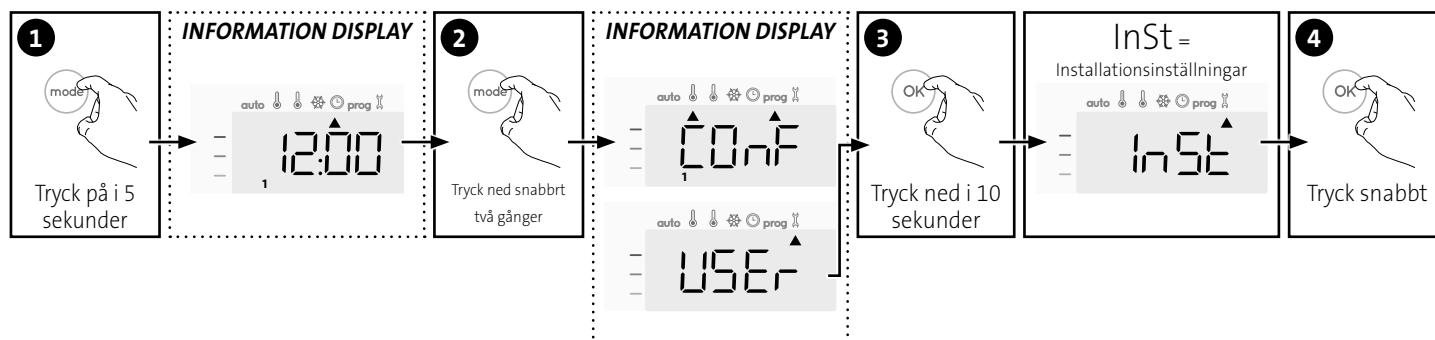 1
mode
Tryck på i 5
sekunder
INFORMATION DISPLAY
auto prog
12:00
1
2
mode
Tryck ned snabbrt
två gånger
INFORMATION DISPLAY
auto prog
COnF
1
auto prog
USEr
3
OK
Tryck ned i 10
sekunder
InSt =
Installationsinställningar
auto prog
InSt
4
OK
Tryck snabbt